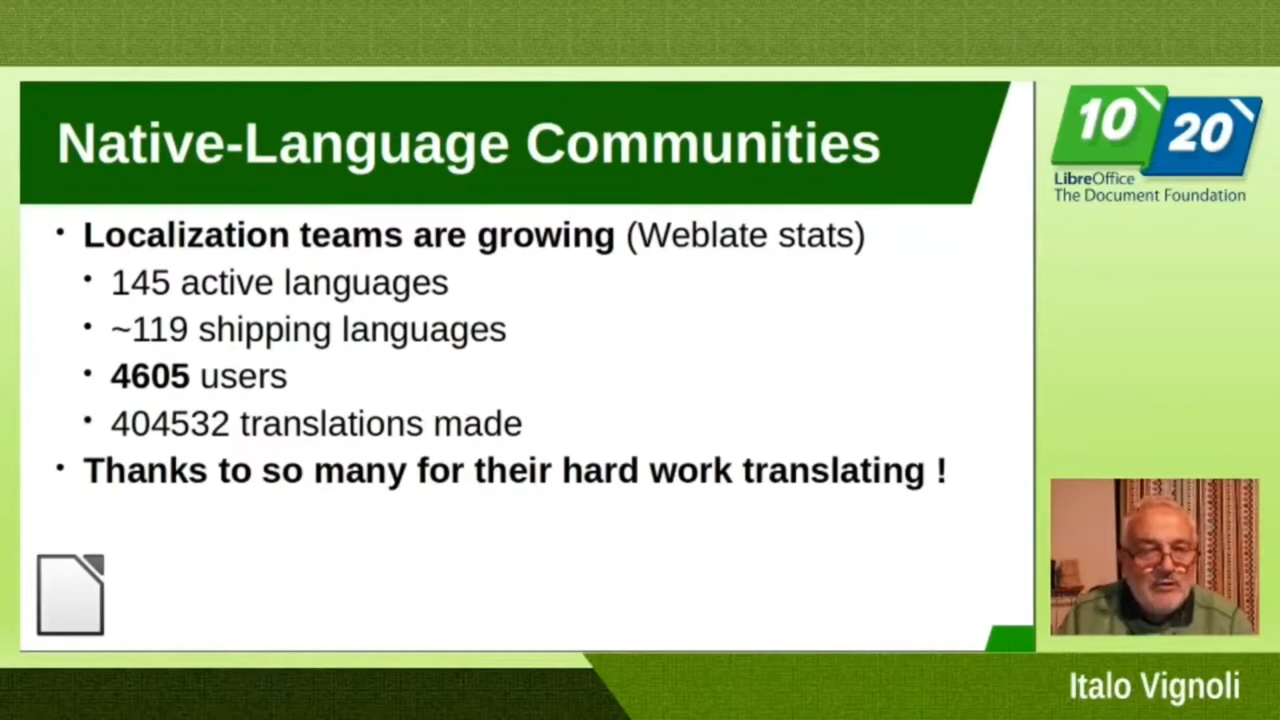 Native-Language Communities
• Localization teams are growing (Weblate stats)
• 145 active languages
• ~119 shipping languages
• 4605 users
• 404532 translations made
• Thanks to so many for their hard work translating !
10
20
LibreOffice
The Document Foundation
Italo Vignoli